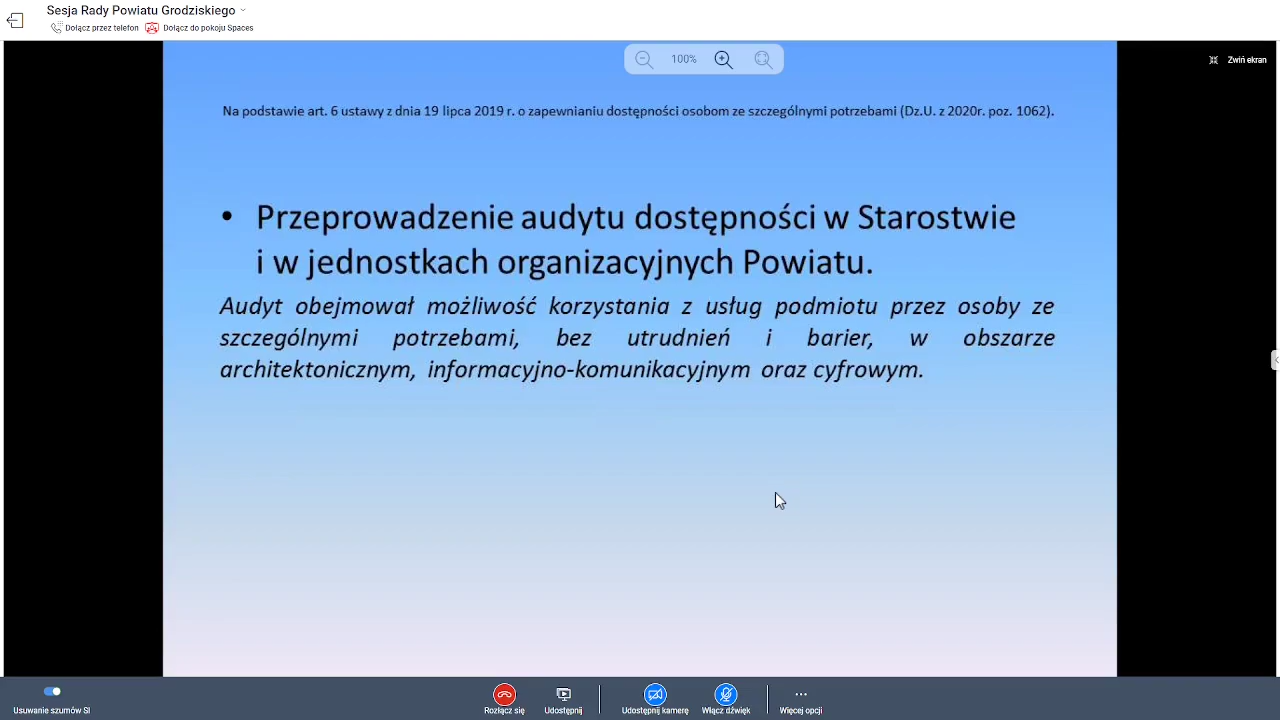 Sesja Rady Powiatu Grodziskiego
Dołącz przez telefon Dołącz do pokoju Spaces
100%
Zwiń ekran
Na podstawie art. 6 ustawy z dnia 19 lipca 2019 r. o zapewnianiu dostępności osobom ze szczególnymi potrzebami (Dz.U. z 2020r. poz. 1062).
• Przeprowadzenie audytu dostępności w Starostwie
i w jednostkach organizacyjnych Powiatu.
Audyt obejmował możliwość korzystania z usług podmiotu przez osoby ze
szczególnymi potrzebami, bez utrudnień i barier, w obszarze
architektonicznym, informacyjno-komunikacyjnym oraz cyfrowym.
Usuwanie szumów SI Rozłącz się Udostępnij Udostępnij kamerę Włącz dźwięk Więcej opcji